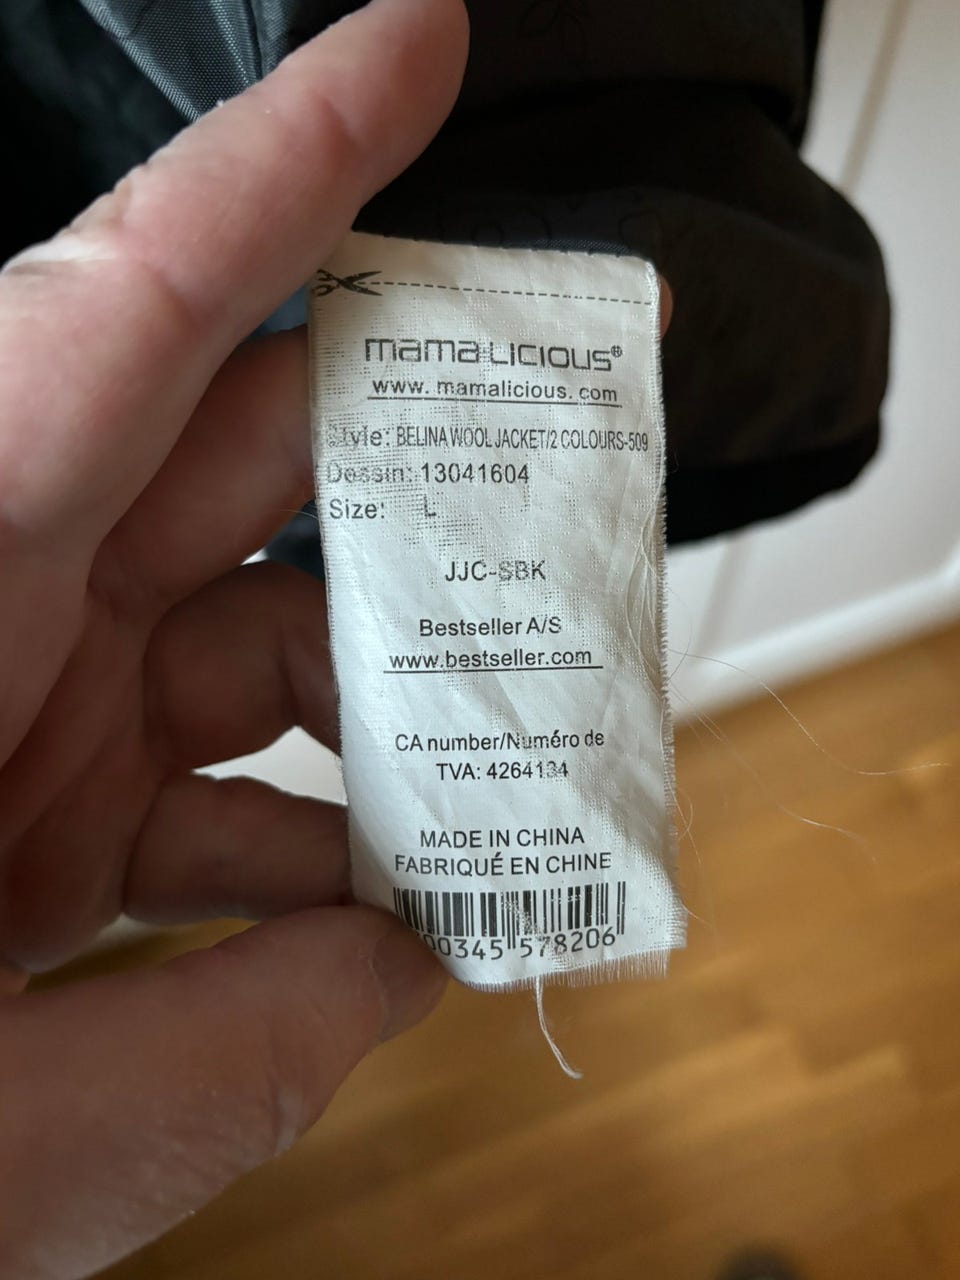 mama-licious®
www.mamalicious.com
Style: BELINA WOOL JACKET/2 COLOURS-509
Dessin: 13041604
Size: L
JJC-SBK
Bestseller A/S
www.bestseller.com
CA number/Numéro de
TVA: 4264134
MADE IN CHINA
FABRIQUÉ EN CHINE
00345 578206